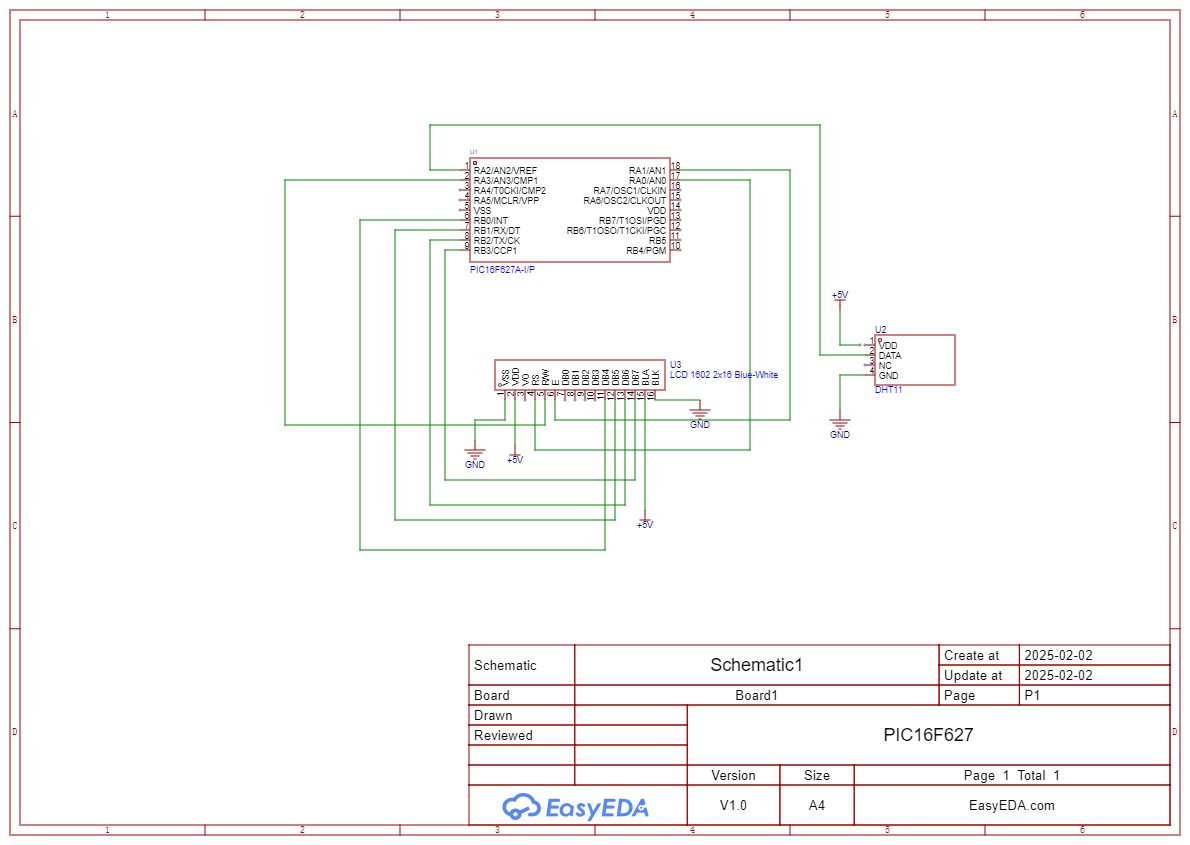 1 2 3 4 5 6
A A
U1
1 RA2/AN2/VREF RA1/AN1 18
2 RA3/AN3/CMP1 RA0/AN0 17
3 RA4/T0CKI/CMP2 RA7/OSC1/CLKIN 16
4 RA5/MCLR/VPP RA6/OSC2/CLKOUT 15
5 VSS VDD 14
6 RB0/INT RB7/T1OSI/PGD 13
7 RB1/RX/DT RB6/T1OSO/T1CKI/PGC 12
8 RB2/TX/CK RB5 11
9 RB3/CCP1 RB4/PGM 10
PIC16F627A-I/P
+5V
B B
U2
1 VDD
2 DATA
3 NC
4 GND
DHT11
U3
LCD 1602 2x16 Blue-White
VSS VDD VO RS R/W E DB0 DB1 DB2 DB3 DB4 DB5 DB6 DB7 BLA BLK
1 2 3 4 5 6 7 8 9 10 11 12 13 14 15 16
GND
GND
GND
+5V
+5V
C C
Schematic Schematic1 Create at 2025-02-02
Update at 2025-02-02
Board Board1 Page P1
Drawn
Reviewed
PIC16F627
D D
Version Size Page 1 Total 1
EasyEDA V1.0 A4 EasyEDA.com
1 2 3 4 5 6